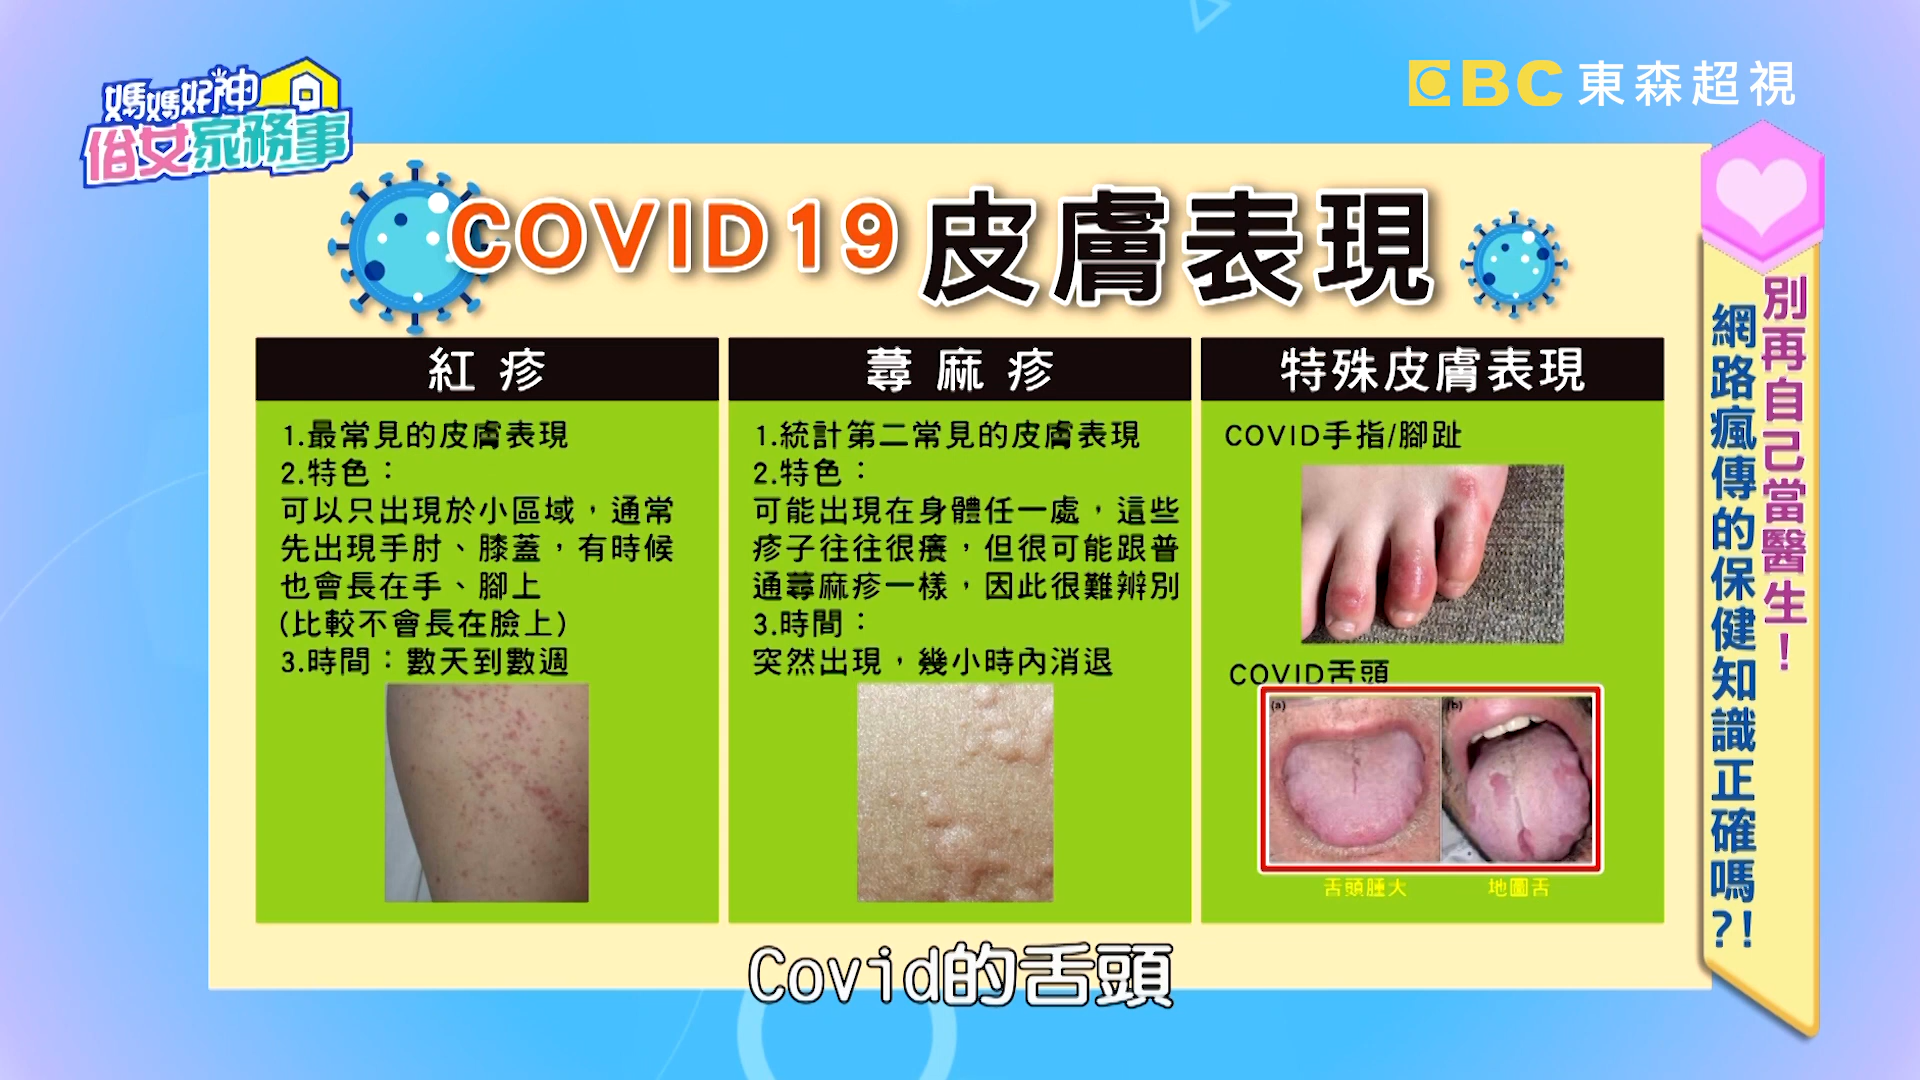 媽媽好神
俗女家務事
EBC 東森超視
COVID19皮膚表現
紅疹
1.最常見的皮膚表現
2.特色：
可以只出現於小區域，通常
先出現手肘、膝蓋，有時候
也會長在手、腳上
(比較不會長在臉上)
3.時間：數天到數週
蕁麻疹
1.統計第二常見的皮膚表現
2.特色：
可能出現在身體任一處，這些
疹子往往很癢，但很可能跟普
通蕁麻疹一樣，因此很難辨別
3.時間：
突然出現，幾小時內消退
特殊皮膚表現
COVID手指/腳趾
COVID舌頭
(a)
(b)
舌頭腫大
地圖舌
別再自己當醫生！
網路瘋傳的保健知識正確嗎?!
Covid的舌頭